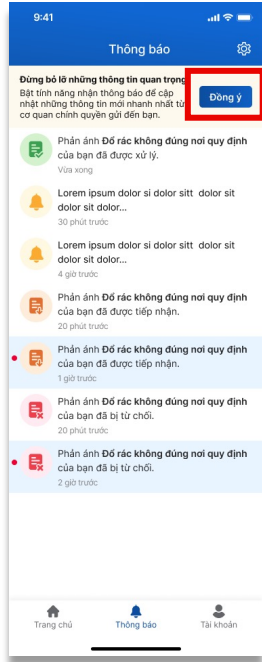 9:41
Thông báo
Đừng bỏ lỡ những thông tin quan trọng
Bật tính năng nhận thông báo để cập
nhật những thông tin mới nhanh nhất từ
cơ quan chính quyền gửi đến bạn.
Đồng ý
Phản ánh Đổ rác không đúng nơi quy định
của bạn đã được xử lý.
Vừa xong
Lorem ipsum dolor si dolor sitt dolor sit
dolor sit dolor...
30 phút trước
Lorem ipsum dolor si dolor sitt dolor sit
dolor sit dolor...
4 giờ trước
Phản ánh Đổ rác không đúng nơi quy định
của bạn đã được tiếp nhận.
20 phút trước
Phản ánh Đổ rác không đúng nơi quy định
của bạn đã được tiếp nhận.
1 giờ trước
Phản ánh Đổ rác không đúng nơi quy định
của bạn đã bị từ chối.
20 phút trước
Phản ánh Đổ rác không đúng nơi quy định
của bạn đã bị từ chối.
2 giờ trước
Trang chủ
Thông báo
Tài khoản